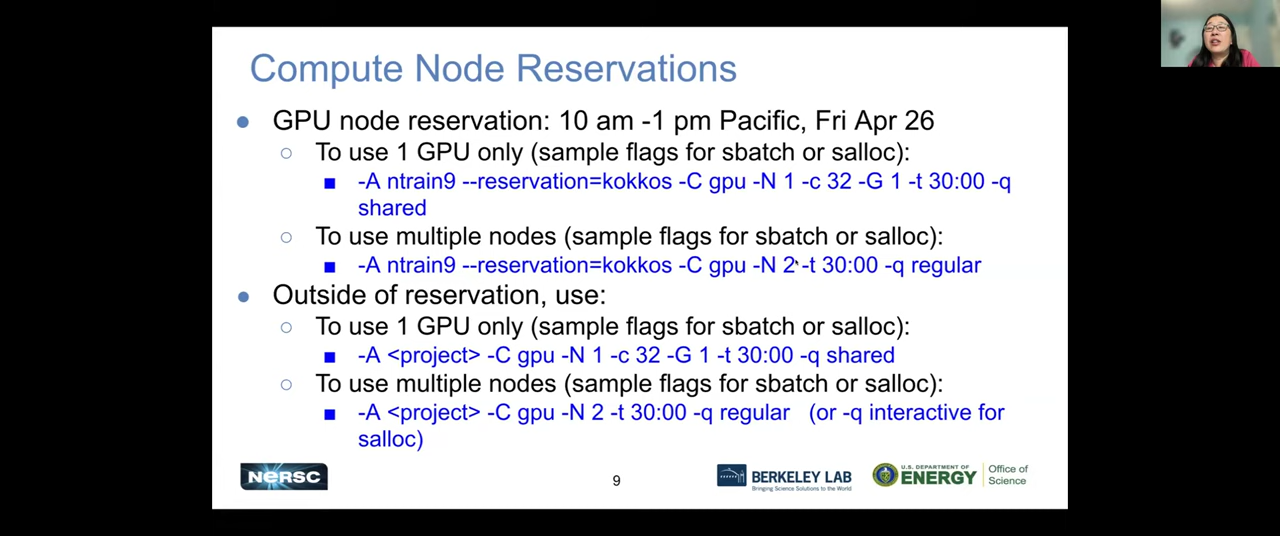 Compute Node Reservations
● GPU node reservation: 10 am -1 pm Pacific, Fri Apr 26
○ To use 1 GPU only (sample flags for sbatch or salloc):
■ -A ntrain9 --reservation=kokkos -C gpu -N 1 -c 32 -G 1 -t 30:00 -q
shared
○ To use multiple nodes (sample flags for sbatch or salloc):
■ -A ntrain9 --reservation=kokkos -C gpu -N 2 -t 30:00 -q regular
● Outside of reservation, use:
○ To use 1 GPU only (sample flags for sbatch or salloc):
■ -A <project> -C gpu -N 1 -c 32 -G 1 -t 30:00 -q shared
○ To use multiple nodes (sample flags for sbatch or salloc):
■ -A <project> -C gpu -N 2 -t 30:00 -q regular (or -q interactive for
salloc)
NERSC
9
BERKELEY LAB
Bringing Science Solutions to the World
U.S. DEPARTMENT OF
ENERGY
Office of
Science